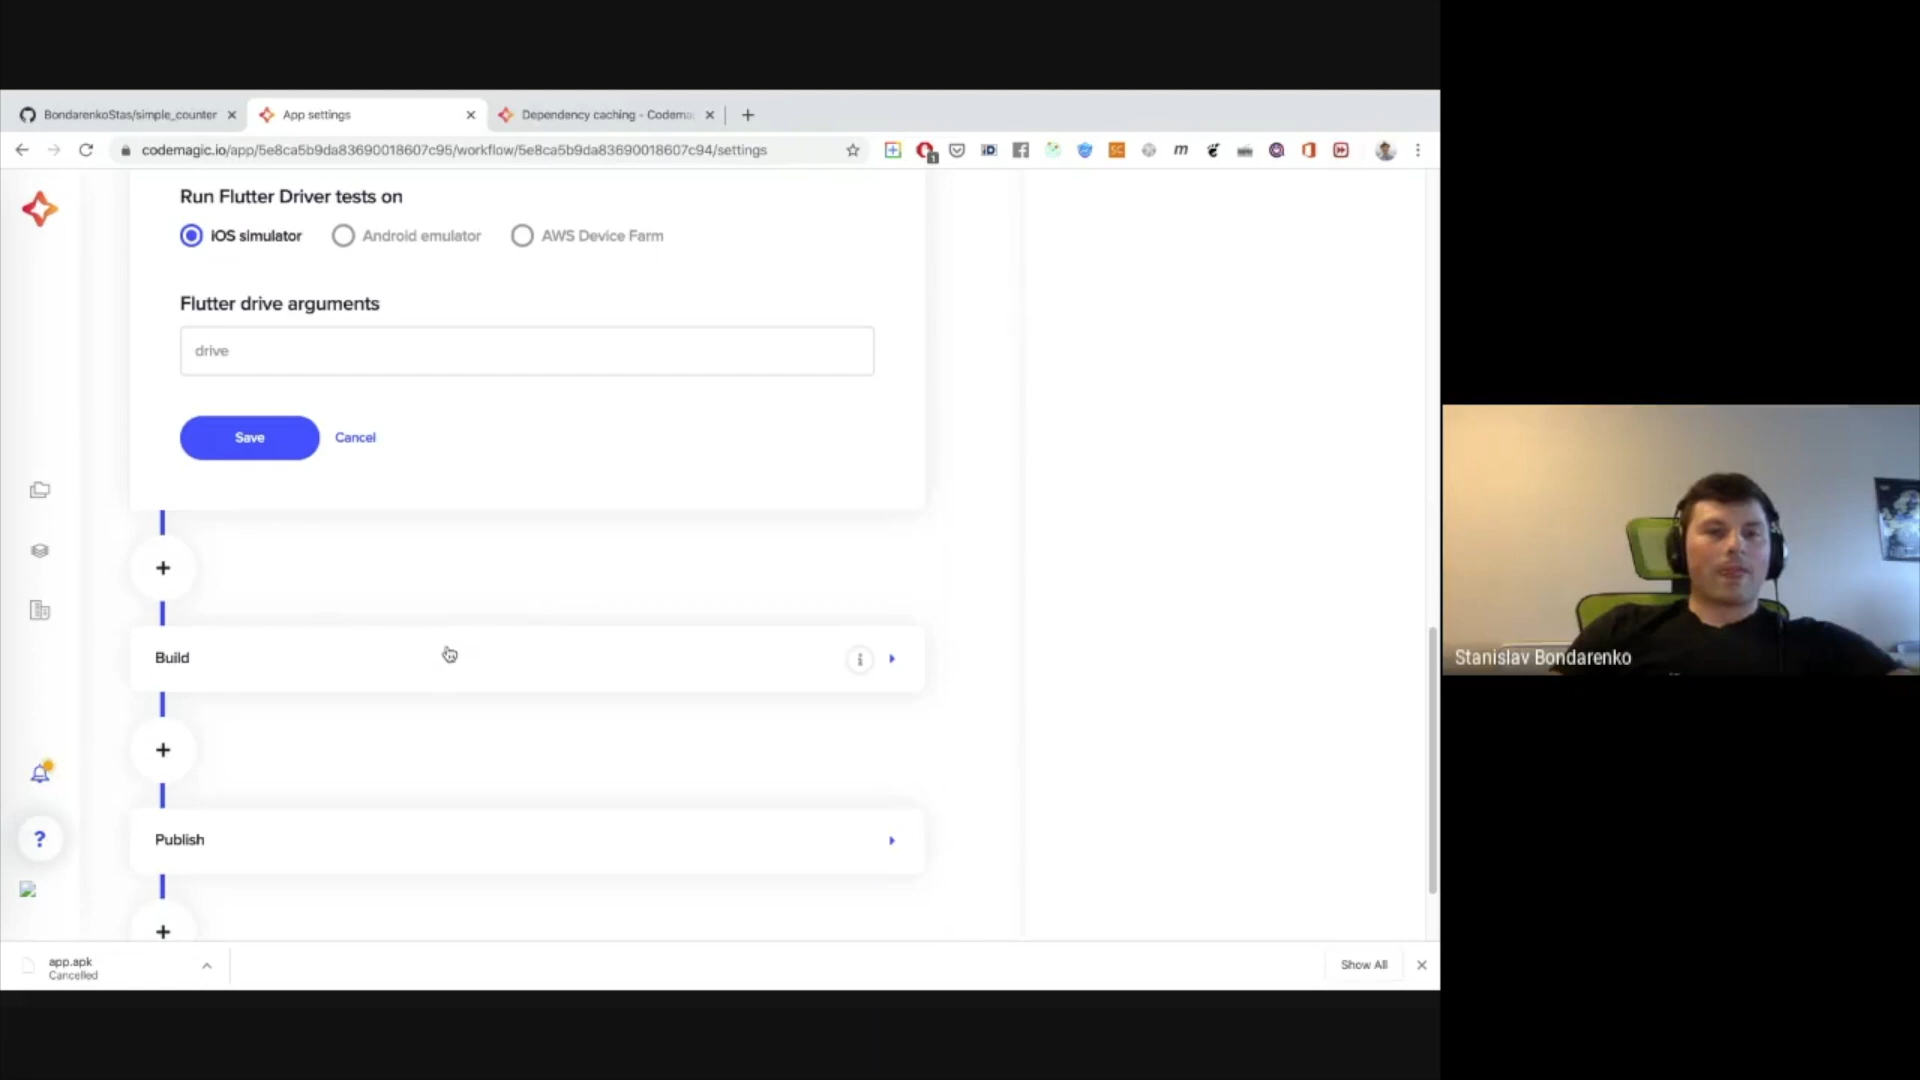 BondarenkoStas/simple_counter
App settings
Dependency caching - Codema
codemagic.io/app/5e8ca5b9da83690018607c95/workflow/5e8ca5b9da83690018607c94/settings
Run Flutter Driver tests on
iOS simulator
Android emulator
AWS Device Farm
Flutter drive arguments
drive
Save
Cancel
Build
Publish
?
app.apk
Cancelled
Show All
Stanislav Bondarenko